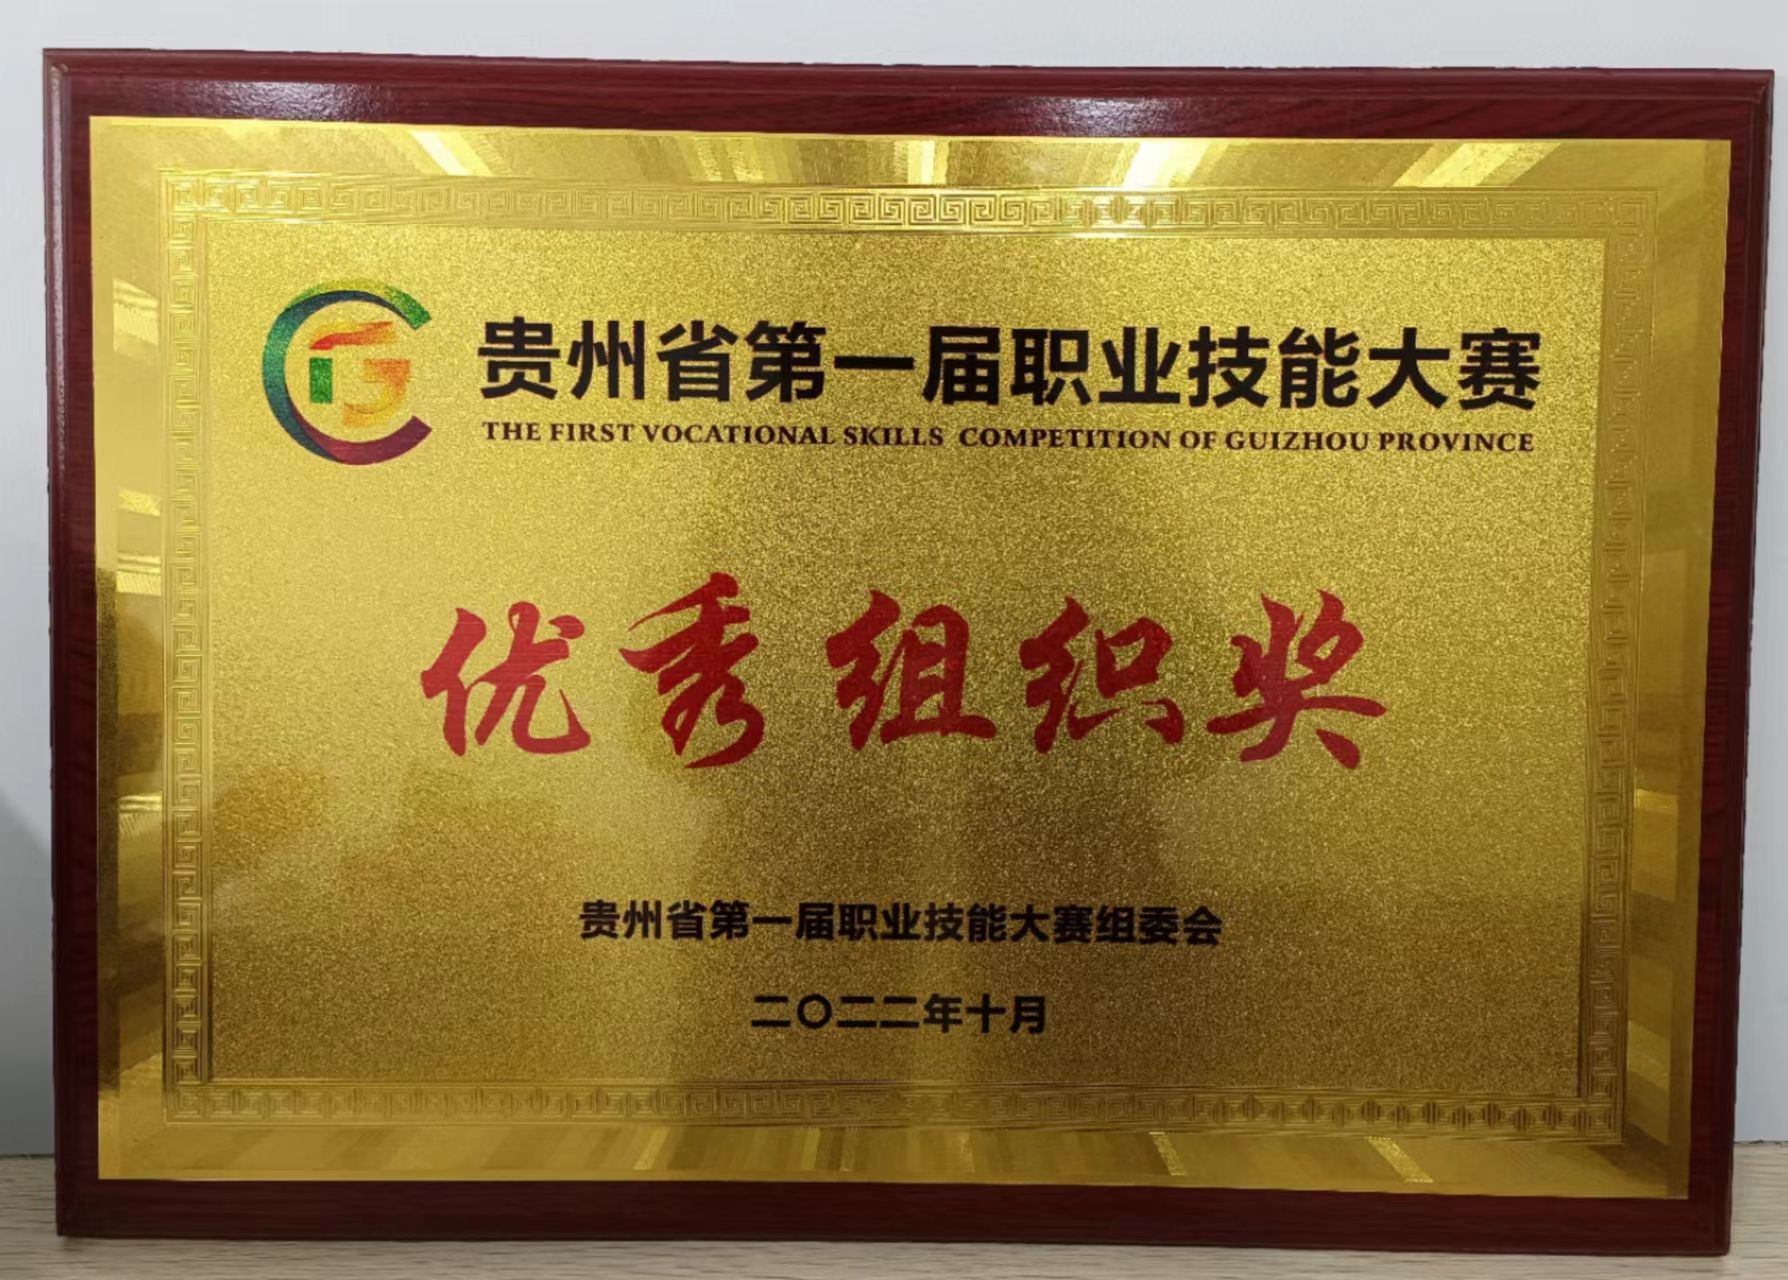 贵州省第一届职业技能大赛
THE FIRST VOCATIONAL SKILLS COMPETITION OF GUIZHOU PROVINCE
优秀组织奖
贵州省第一届职业技能大赛组委会
二〇二二年十月